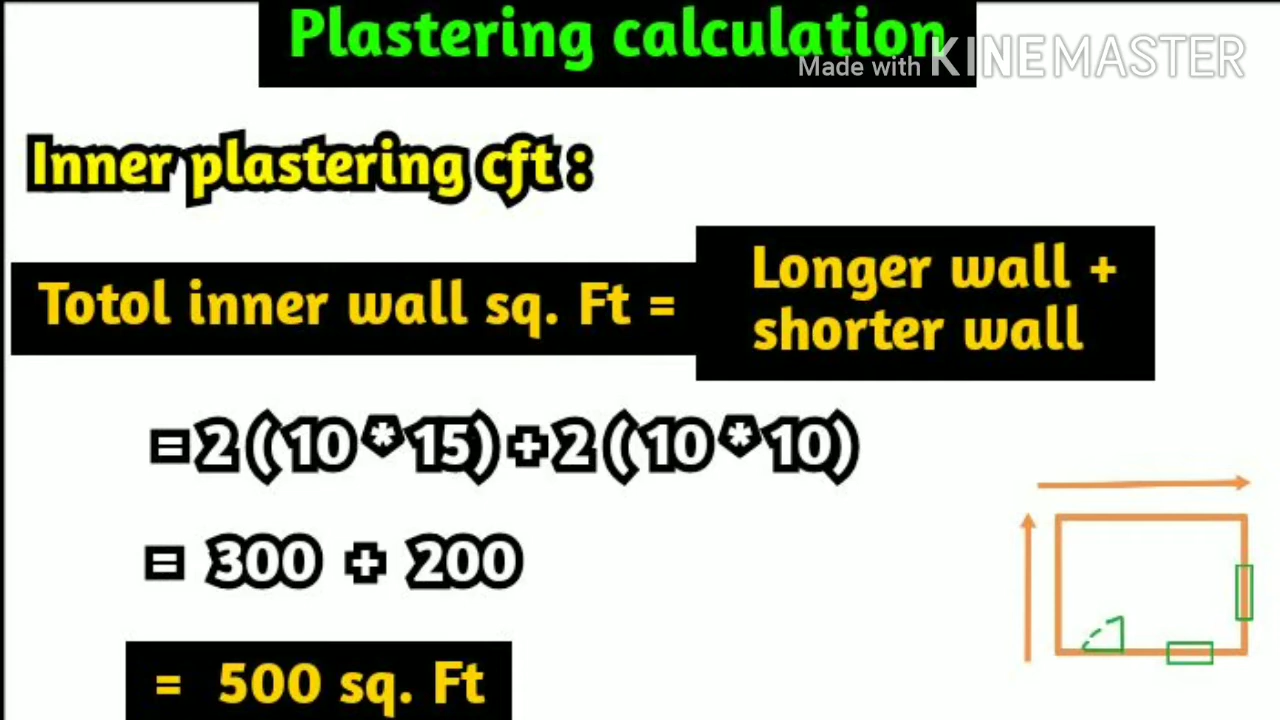 Plastering calculation
Made with KINEMASTER
Inner plastering cft :
Totol inner wall sq. Ft =
Longer wall +
shorter wall
=2(10*15)+2(10*10)
= 300 + 200
= 500 sq. Ft